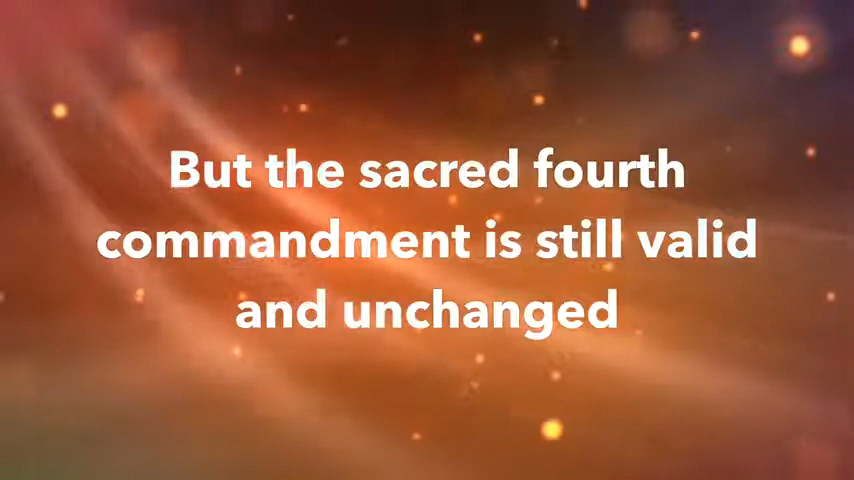 But the sacred fourth
commandment is still valid
and unchanged